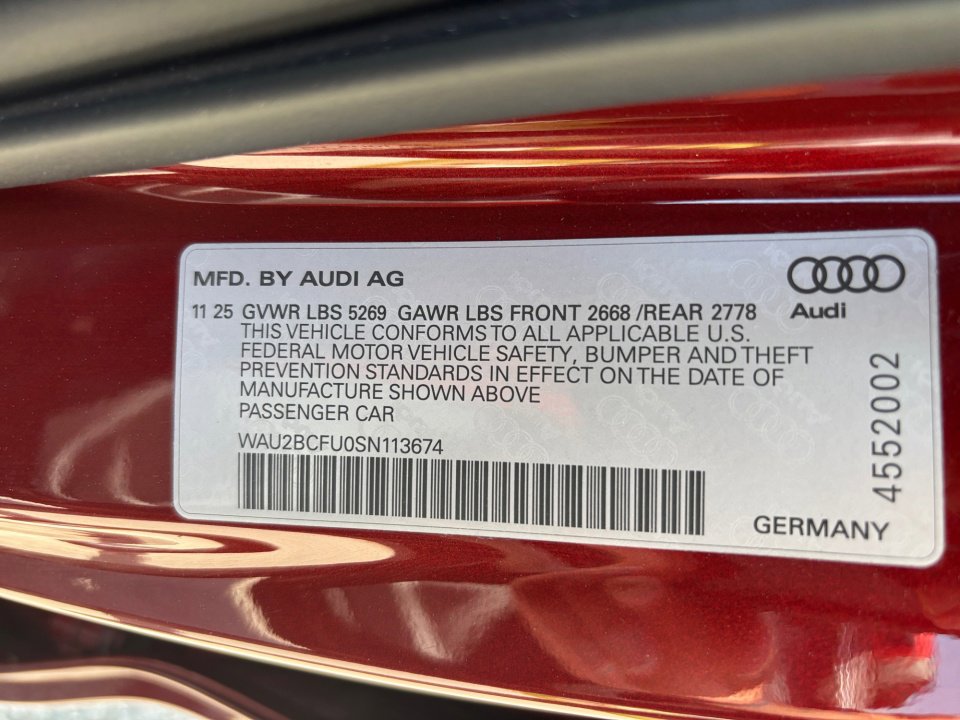 MFD. BY AUDI AG
Audi
11 25 GVWR LBS 5269 GAWR LBS FRONT 2668 /REAR 2778
THIS VEHICLE CONFORMS TO ALL APPLICABLE U.S.
FEDERAL MOTOR VEHICLE SAFETY, BUMPER AND THEFT
PREVENTION STANDARDS IN EFFECT ON THE DATE OF
MANUFACTURE SHOWN ABOVE
PASSENGER CAR
WAU2BCFU0SN113674
GERMANY
4552002